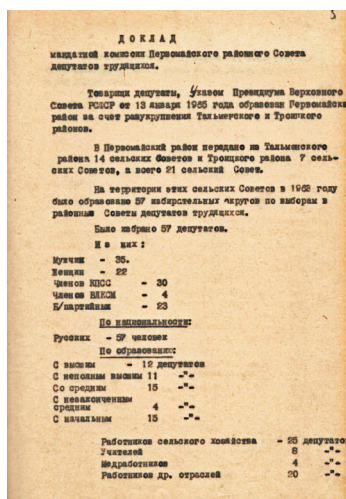 5
ДОКЛАД
мандатной комиссии Первомайского районного Совета
депутатов трудящихся.
Товарищи депутаты, Указом Президиума Верховного
Совета РСФСР от 13 января 1965 года образован Первомайски
район за счет разукрупнения Тальменского и Троицкого
районов.
В Первомайский район передано из Тальменского
района 14 сельских Советов и Троицкого района 7 сель-
ских Советов, а всего 21 сельский Совет.
На территории этих сельских Советов в 1963 году
было образовано 57 избирательных округов по выборам в
районные Советы депутатов трудящихся.
Было избрано 57 депутатов.
Из них:
Мужчин - 35.
Женщин - 22
Членов КПСС - 30
Членов ВЛКСМ - 4
Б/партийных - 23
По национальности:
Русских - 57 человек
По образованию:
С высшим - 12 депутатов
С неполным высшим 11 -"-
Со средним 15 -"-
С незаконченным
средним 4 -"-
С начальным 15 -"-
Работников сельского хозяйства - 25 депутато
Учителей 8 -"-
Медработников 4 -"-
Работников др. отраслей 20 -"-